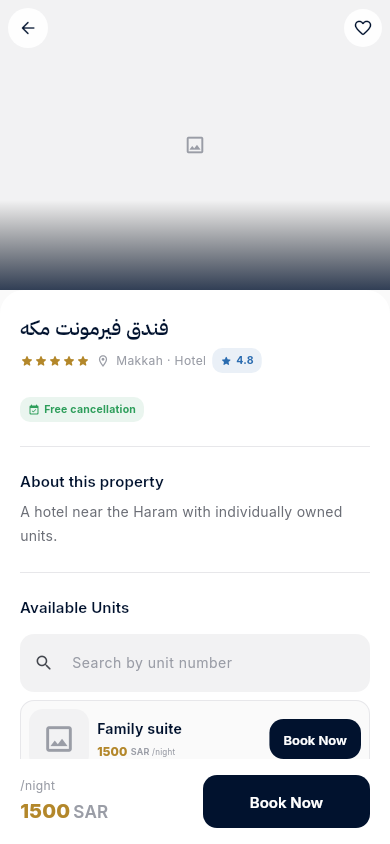 فندق فيرمونت مكه
Makkah · Hotel 4.8
Free cancellation
About this property
A hotel near the Haram with individually owned
units.
Available Units
Search by unit number
Family suite
1500 SAR /night
Book Now
/night
1500 SAR
Book Now